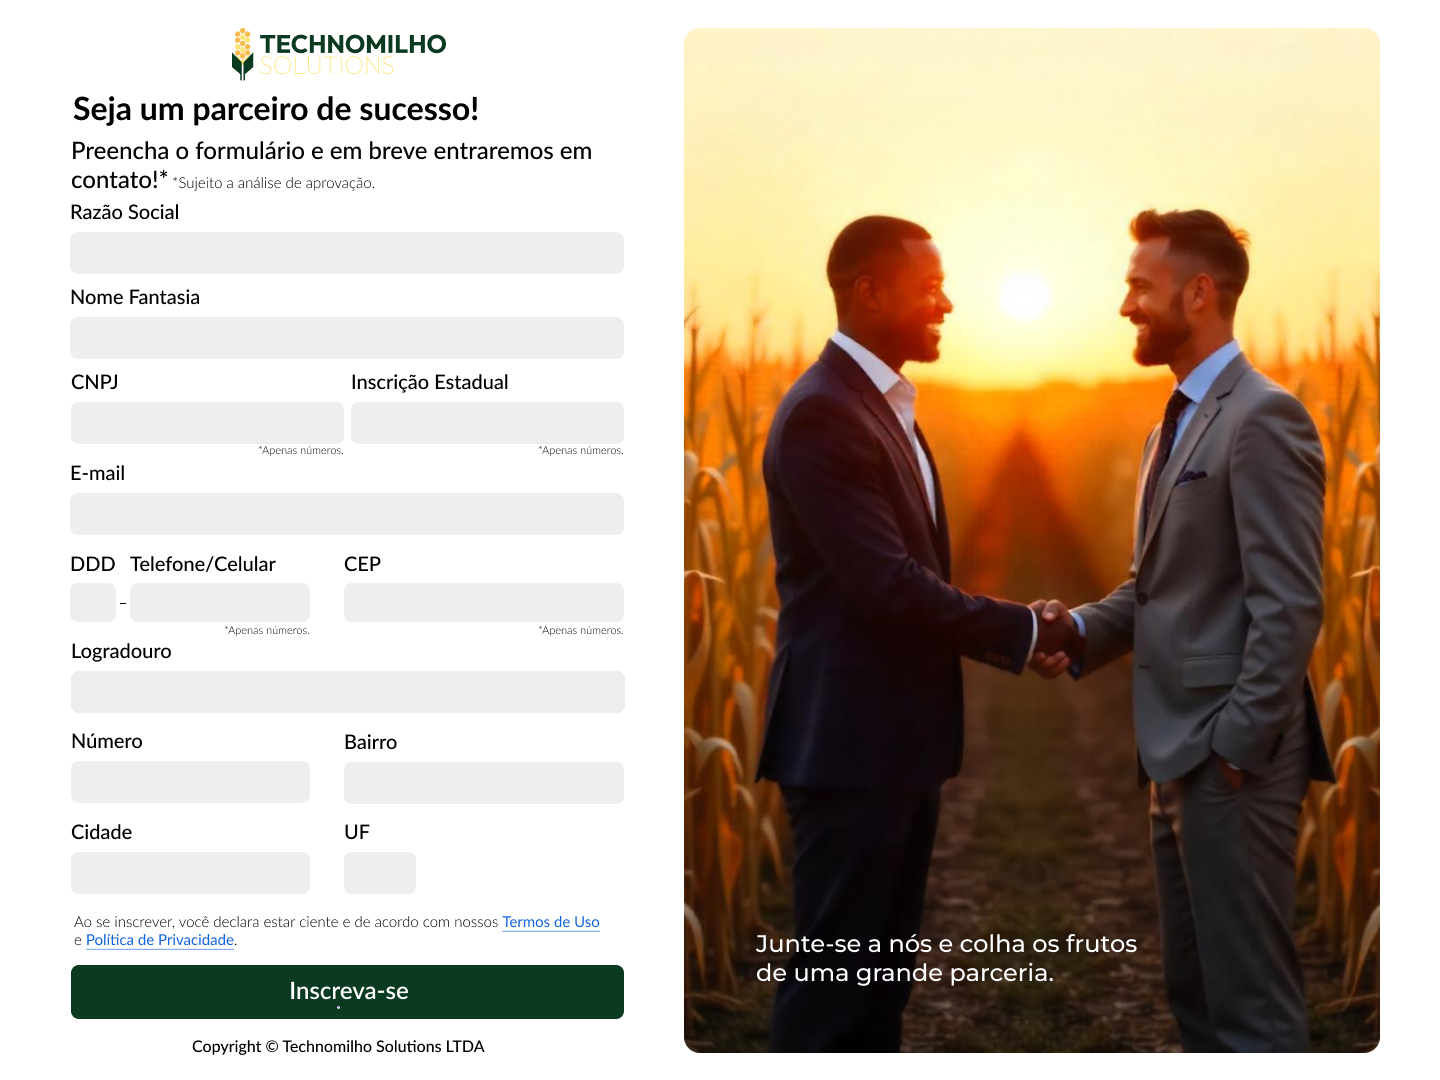 TECHNOMILHO
SOLUTIONS
Seja um parceiro de sucesso!
Preencha o formulário e em breve entraremos em
contato!* *Sujeito a análise de aprovação.
Razão Social
Nome Fantasia
CNPJ Inscrição Estadual
*Apenas números. *Apenas números.
E-mail
DDD Telefone/Celular CEP
–
*Apenas números. *Apenas números.
Logradouro
Número Bairro
Cidade UF
Ao se inscrever, você declara estar ciente e de acordo com nossos Termos de Uso
e Política de Privacidade.
Inscreva-se
Copyright © Technomilho Solutions LTDA
Junte-se a nós e colha os frutos
de uma grande parceria.